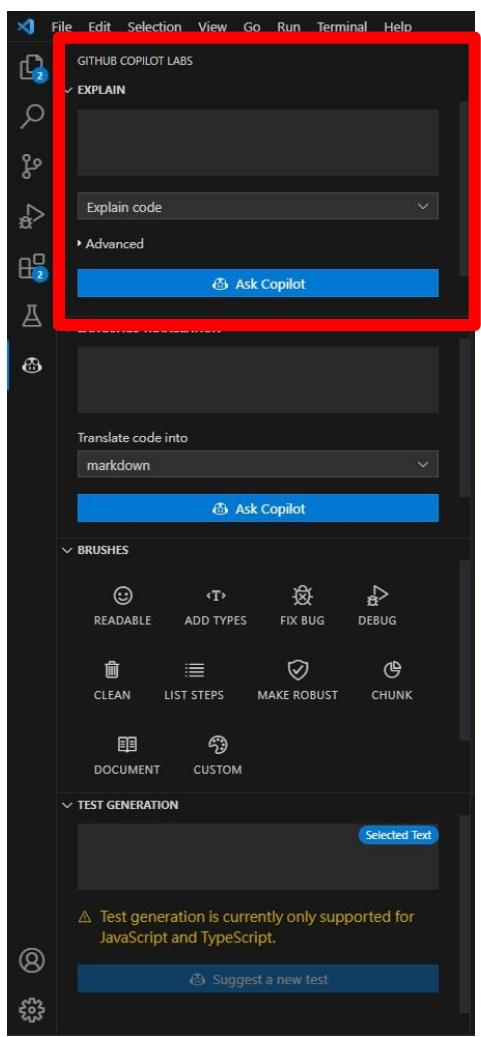 File Edit Selection View Go Run Terminal Help
GITHUB COPILOT LABS
EXPLAIN
2
Explain code
Advanced
2
Ask Copilot
Translate code into
markdown
Ask Copilot
BRUSHES
READABLE ADD TYPES FIX BUG DEBUG
CLEAN LIST STEPS MAKE ROBUST CHUNK
DOCUMENT CUSTOM
TEST GENERATION
Selected Text
Test generation is currently only supported for
JavaScript and TypeScript.
Suggest a new test